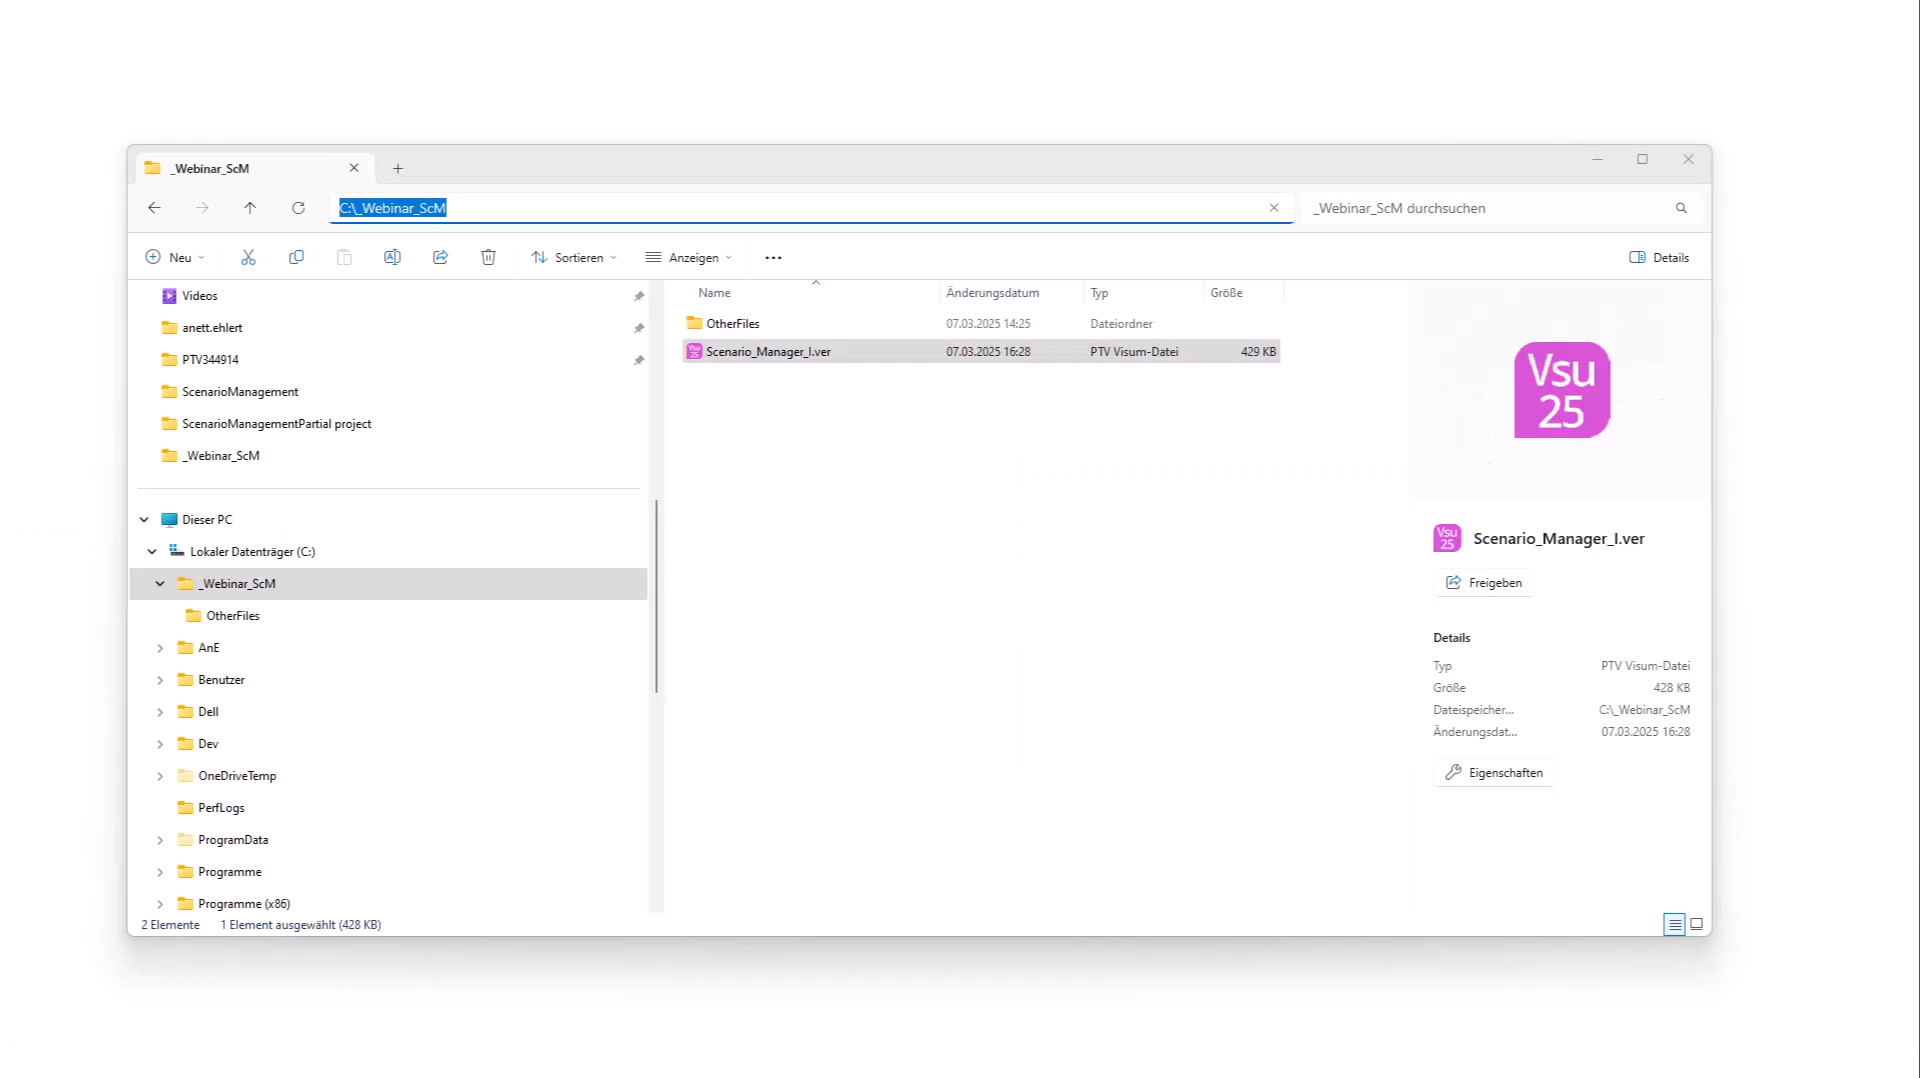 _Webinar_ScM
C:\_Webinar_ScM
_Webinar_ScM durchsuchen
Neu
Sortieren
Anzeigen
Details
Videos
anett.ehlert
PTV344914
ScenarioManagement
ScenarioManagementPartial project
_Webinar_ScM
Dieser PC
Lokaler Datenträger (C:)
_Webinar_ScM
OtherFiles
AnE
Benutzer
Dell
Dev
OneDriveTemp
PerfLogs
ProgramData
Programme
Programme (x86)
Name Änderungsdatum Typ Größe
OtherFiles 07.03.2025 14:25 Dateiordner
Vsu 25 Scenario_Manager_I.ver 07.03.2025 16:28 PTV Visum-Datei 429 KB
Vsu
25
Vsu
25
Scenario_Manager_I.ver
Freigeben
Details
Typ PTV Visum-Datei
Größe 428 KB
Dateispeicher... C:\_Webinar_ScM
Änderungsdat... 07.03.2025 16:28
Eigenschaften
2 Elemente 1 Element ausgewählt (428 KB)